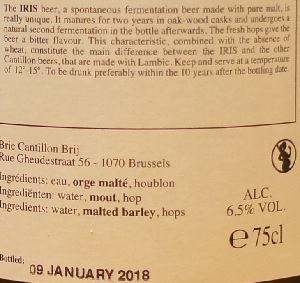 The IRIS beer, a spontaneous fermentation beer made with pure malt, is
really unique. It matures for two years in oak-wood casks and undergoes a
natural second fermentation in the bottle afterwards. The fresh hops give the
beer a bitter flavour. This characteristic, combined with the absence of
wheat, constitute the main difference between the IRIS and the other
Cantillon beers, that are made with Lambic. Keep and serve at a temperature
of 12°-15°. To be drunk preferably within the 10 years after the bottling date.
Brie Cantillon Brij
Rue Gheudestraat 56 - 1070 Brussels
Ingrédients: eau, orge malté, houblon
Ingrediënten: water, mout, hop
Ingredients: water, malted barley, hops
ALC.
6.5% VOL.
e 75cl
Bottled:
09 JANUARY 2018